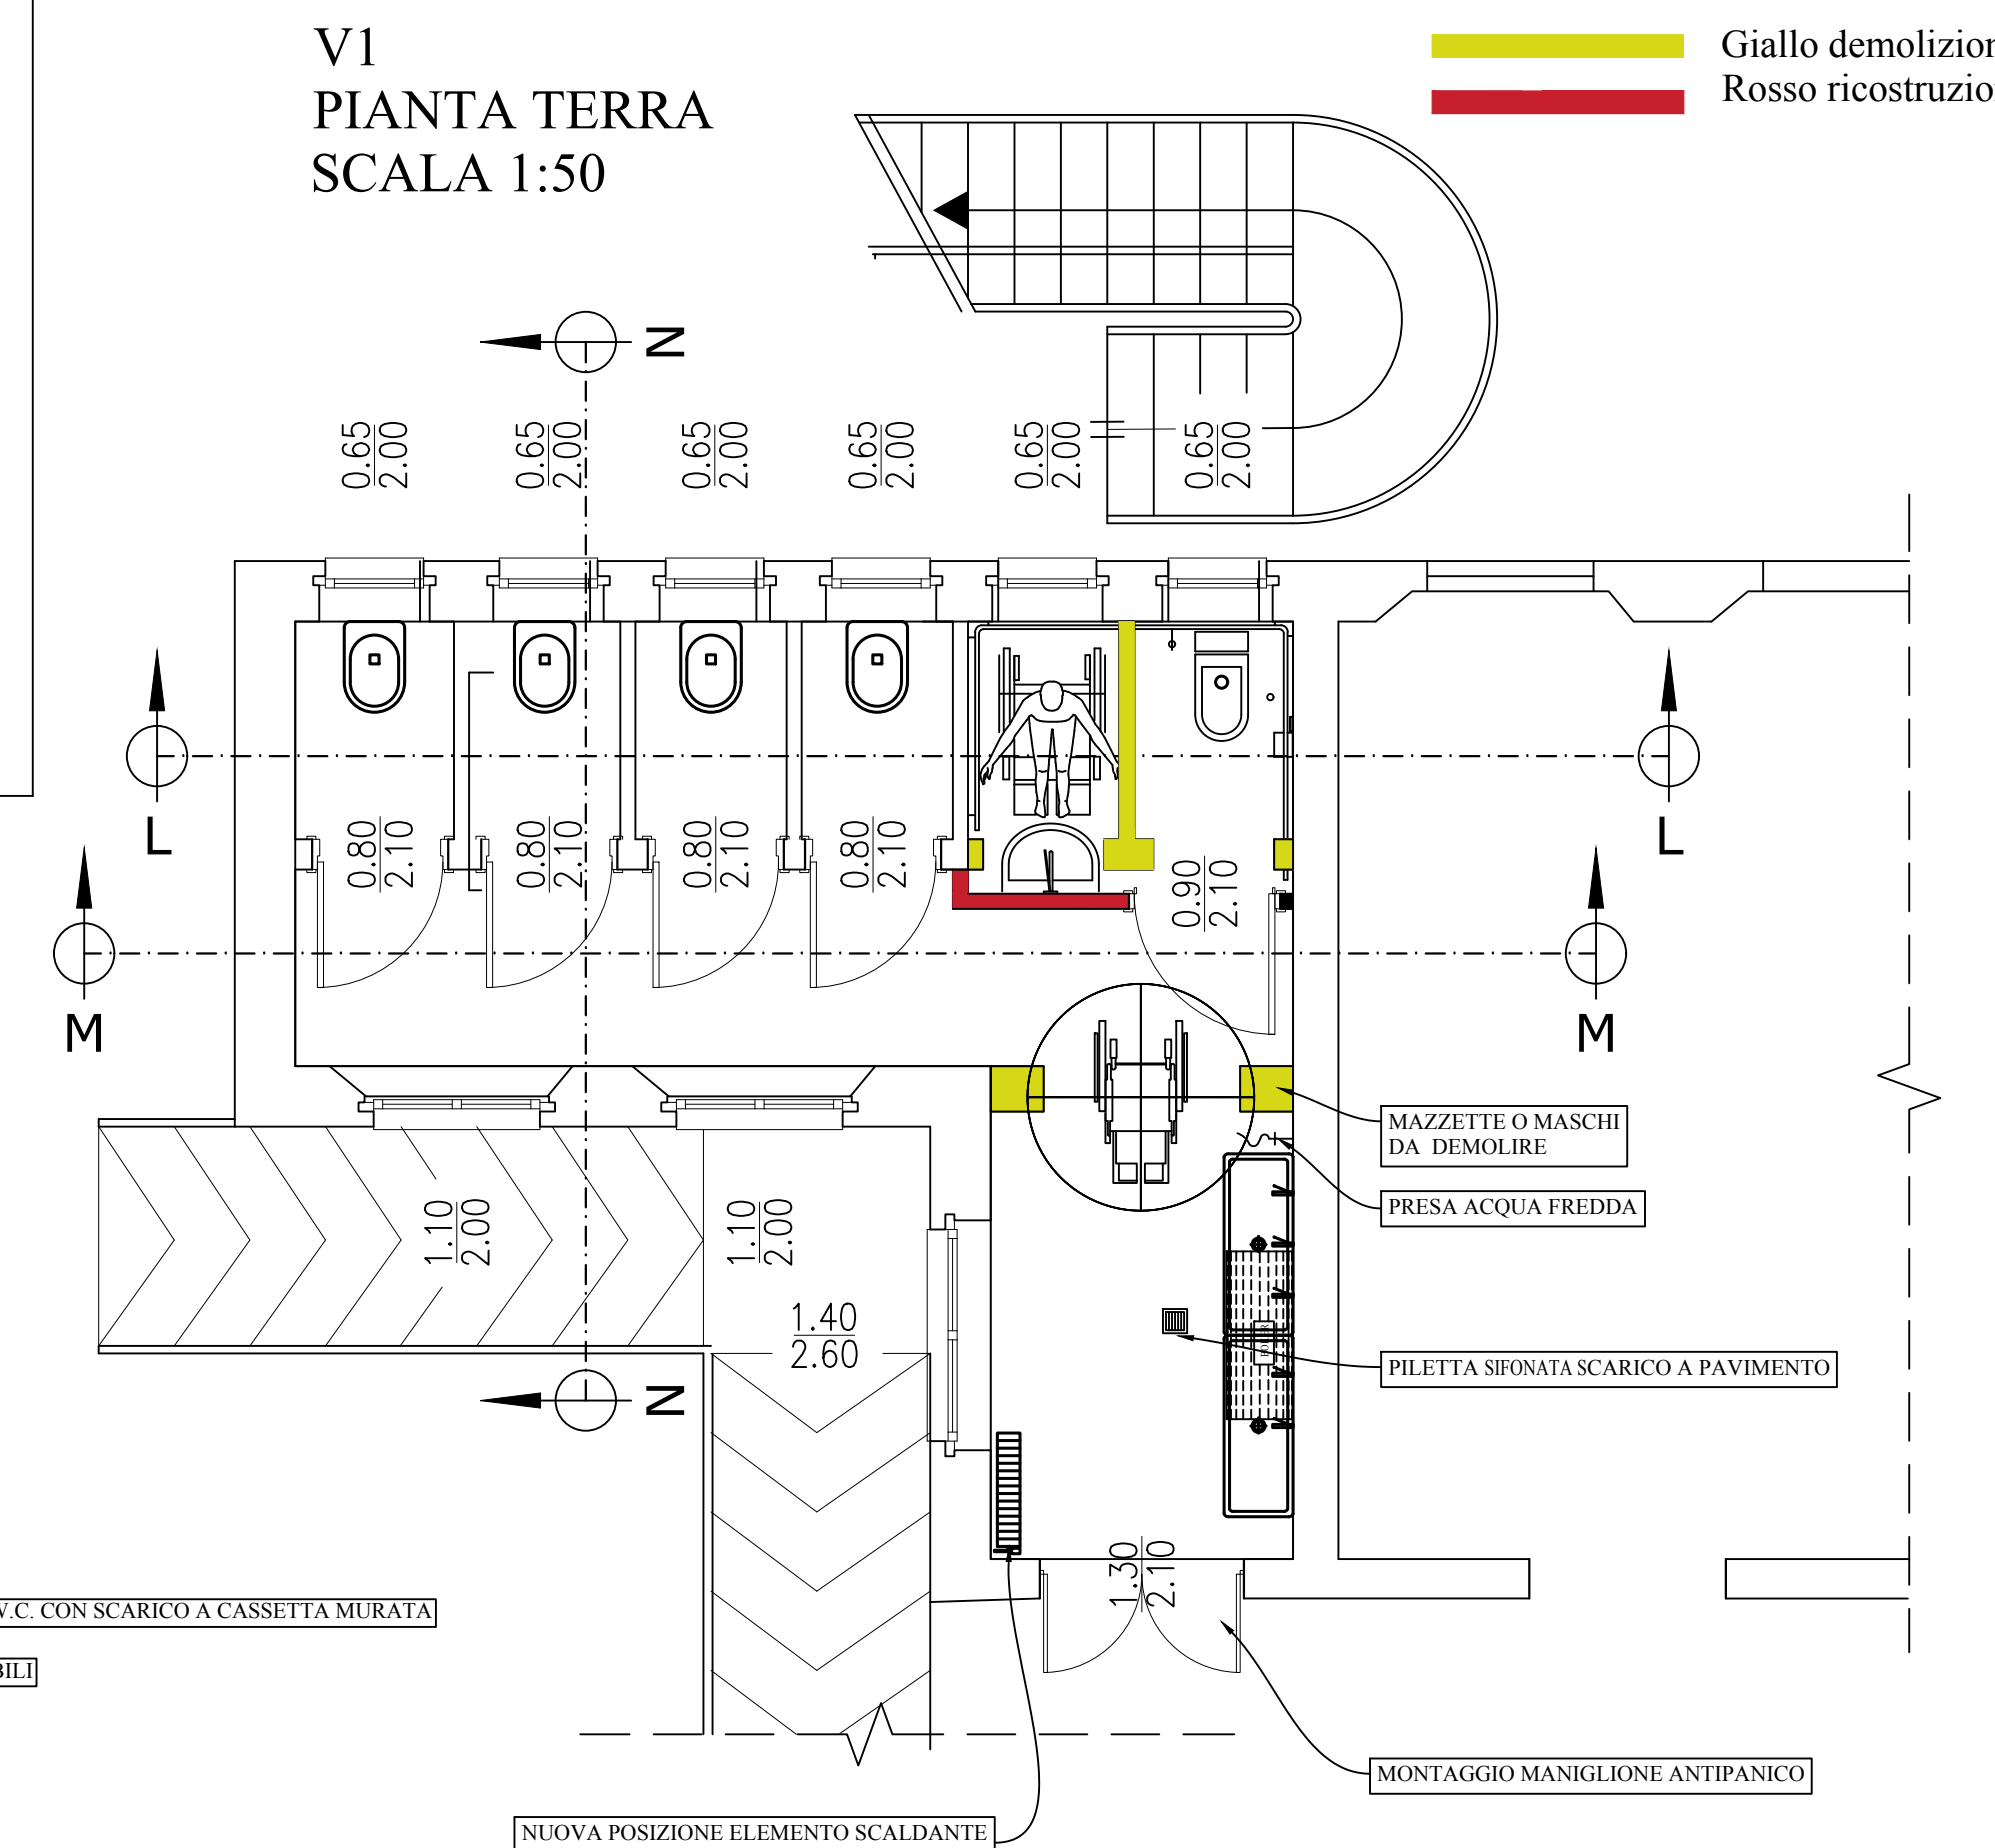 V1
PIANTA TERRA
SCALA 1:50
Giallo demolizion
Rosso ricostruzio
N
0.65
2.00
0.65
2.00
0.65
2.00
0.65
2.00
0.65
2.00
0.65
2.00
L
L
0.80
2.10
0.80
2.10
0.80
2.10
0.80
2.10
0.90
2.10
M
M
MAZZETTE O MASCHI
DA DEMOLIRE
PRESA ACQUA FREDDA
1.10
2.00
1.10
2.00
1.40
2.60
PILETTA SIFONATA SCARICO A PAVIMENTO
N
1.30
2.10
V.C. CON SCARICO A CASSETTA MURATA
BILI
MONTAGGIO MANIGLIONE ANTIPANICO
NUOVA POSIZIONE ELEMENTO SCALDANTE